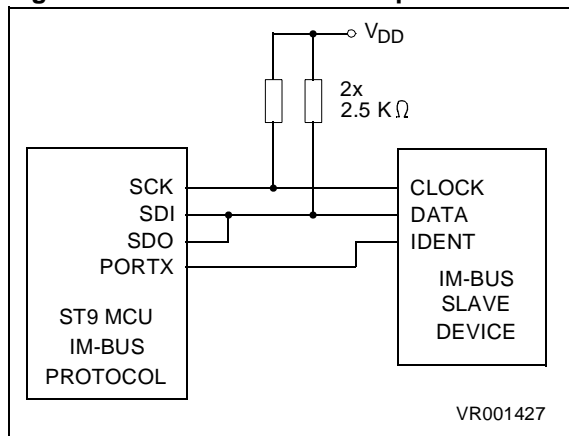 V_DD
2x
2.5 KΩ
SCK
SDI
SDO
PORTX
ST9 MCU
IM-BUS
PROTOCOL
CLOCK
DATA
IDENT
IM-BUS
SLAVE
DEVICE
VR001427